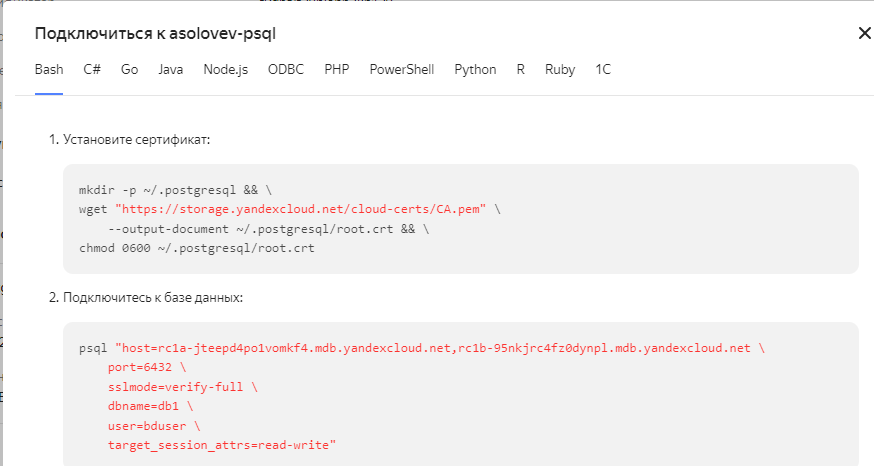 Подключиться к asolovev-psql
Bash C# Go Java Node.js ODBC PHP PowerShell Python R Ruby 1C
1. Установите сертификат:
mkdir -p ~/.postgresql && \
wget "https://storage.yandexcloud.net/cloud-certs/CA.pem" \
--output-document ~/.postgresql/root.crt && \
chmod 0600 ~/.postgresql/root.crt
2. Подключитесь к базе данных:
psql "host=rc1a-jteepd4po1vomkf4.mdb.yandexcloud.net,rc1b-95nkjrc4fz0dynpl.mdb.yandexcloud.net \
port=6432 \
sslmode=verify-full \
dbname=db1 \
user=bduser \
target_session_attrs=read-write"